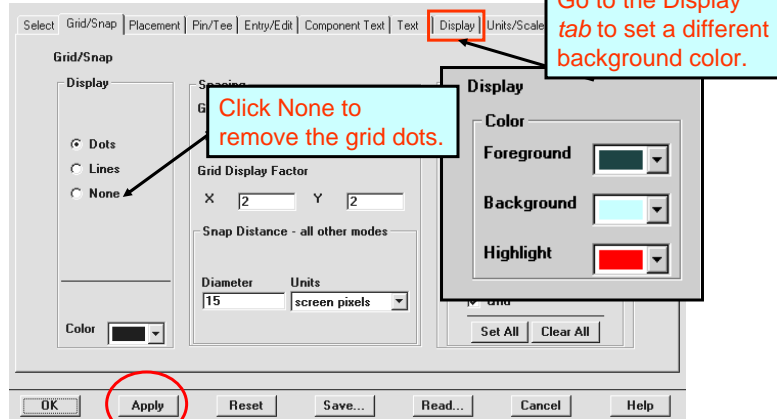 Go to the Display
tab to set a different
background color.
Select Grid/Snap Placement Pin/Tee Entry/Edit Component Text Text Display Units/Scale
Grid/Snap
Display
Spacing
Click None to
remove the grid dots.
Dots
Lines
None
Grid Display Factor
X 2 Y 2
Snap Distance - all other modes
Diameter Units
15 screen pixels
Color
Display
Color
Foreground
Background
Highlight
Set All Clear All
OK Apply Reset Save... Read... Cancel Help